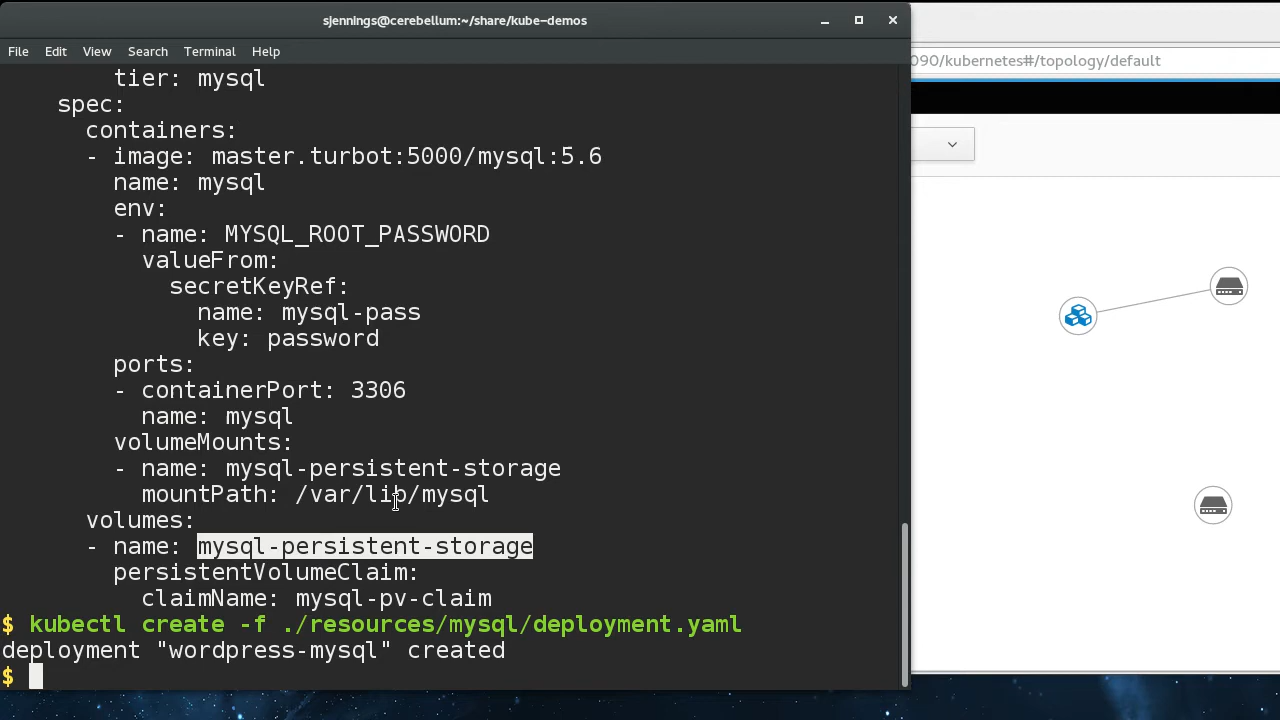 sjennings@cerebellum:~/share/kube-demos
File Edit View Search Terminal Help
090/kubernetes#/topology/default
tier: mysql
spec:
containers:
- image: master.turbot:5000/mysql:5.6
name: mysql
env:
- name: MYSQL_ROOT_PASSWORD
valueFrom:
secretKeyRef:
name: mysql-pass
key: password
ports:
- containerPort: 3306
name: mysql
volumeMounts:
- name: mysql-persistent-storage
mountPath: /var/lib/mysql
volumes:
- name: mysql-persistent-storage
persistentVolumeClaim:
claimName: mysql-pv-claim
$ kubectl create -f ./resources/mysql/deployment.yaml
deployment "wordpress-mysql" created
$